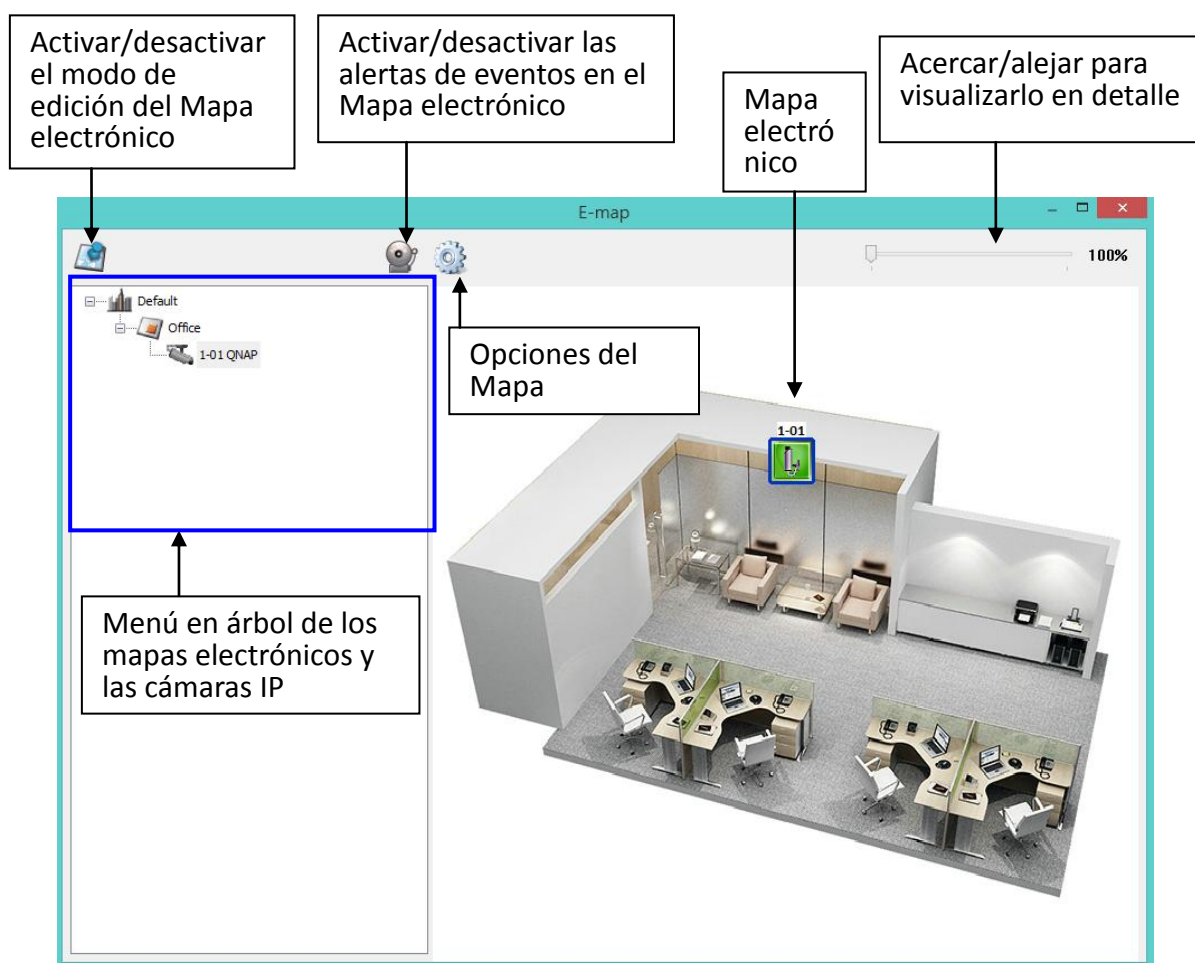 Activar/desactivar
el modo de
edición del Mapa
electrónico
Activar/desactivar las
alertas de eventos en el
Mapa electrónico
Mapa
electró
nico
Acercar/alejar para
visualizarlo en detalle
E-map
100%
Default
Office
1-01 QNAP
Opciones del
Mapa
1-01
Menú en árbol de los
mapas electrónicos y
las cámaras IP